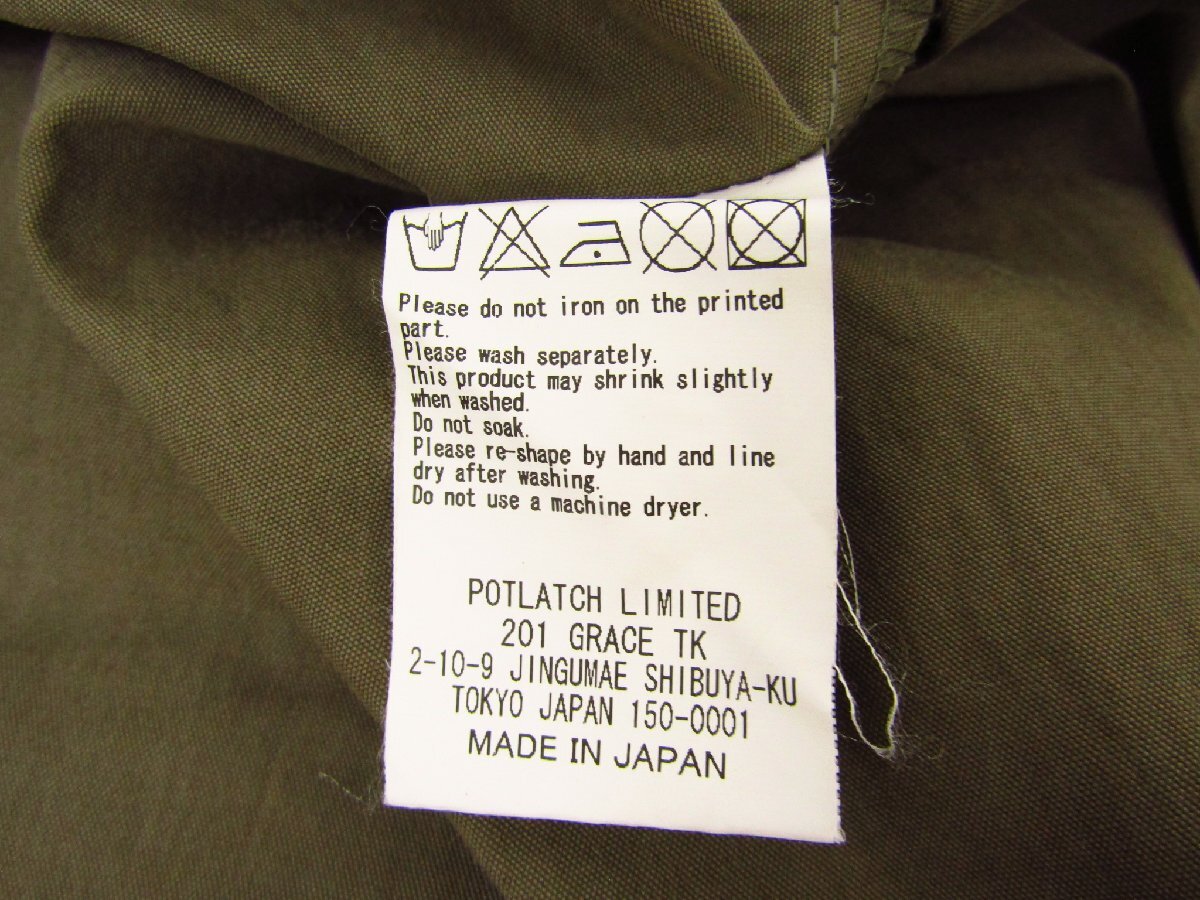 Please do not iron on the printed
part.
Please wash separately.
This product may shrink slightly
when washed.
Do not soak.
Please re-shape by hand and line
dry after washing.
Do not use a machine dryer.
POTLATCH LIMITED
201 GRACE TK
2-10-9 JINGUMAE SHIBUYA-KU
TOKYO JAPAN 150-0001
MADE IN JAPAN